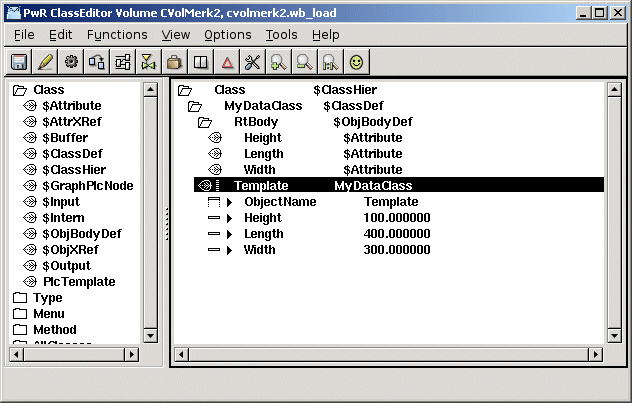 PwR ClassEditor Volume CVolMerk2, cvolmerk2.wb_load
File Edit Functions View Options Tools Help
Class
$Attribute
$AttrXRef
$Buffer
$ClassDef
$ClassHier
$GraphPlcNode
$Input
$Intern
$ObjBodyDef
$ObjXRef
$Output
PlcTemplate
Type
Menu
Method
AllClasses
Class $ClassHier
MyDataClass $ClassDef
RtBody $ObjBodyDef
Height $Attribute
Length $Attribute
Width $Attribute
Template MyDataClass
ObjectName Template
Height 100.000000
Length 400.000000
Width 300.000000